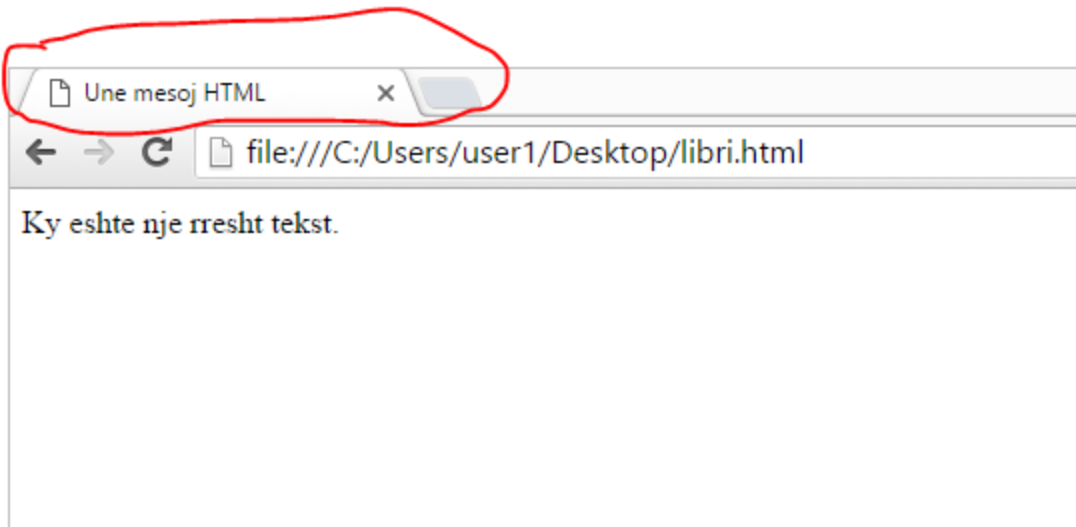 Une mesoj HTML
file:///C:/Users/user1/Desktop/libri.html
Ky eshte nje rresht tekst.